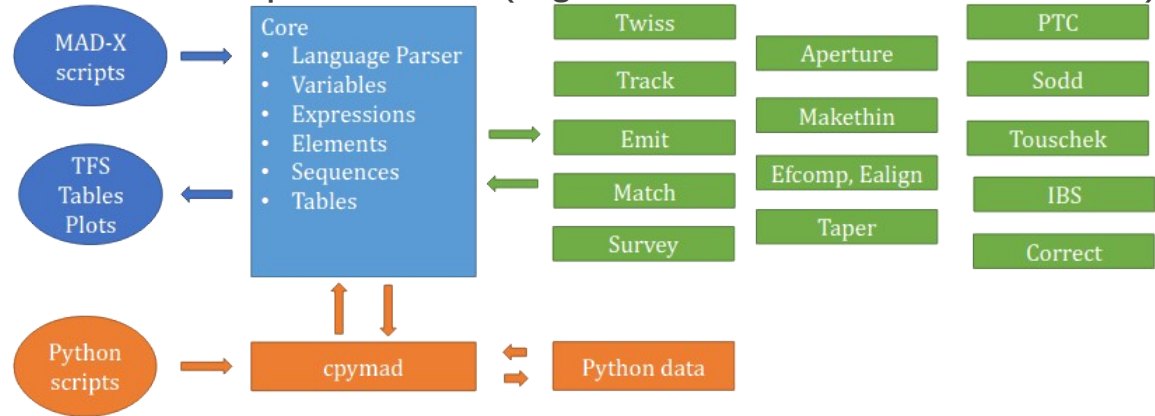 MAD-X
scripts
Core
• Language Parser
• Variables
• Expressions
• Elements
• Sequences
• Tables
TFS
Tables
Plots
Twiss
Track
Emit
Match
Survey
Aperture
Makethin
Efcomp, Ealign
Taper
PTC
Sodd
Touschek
IBS
Correct
Python
scripts
cpymad
Python data